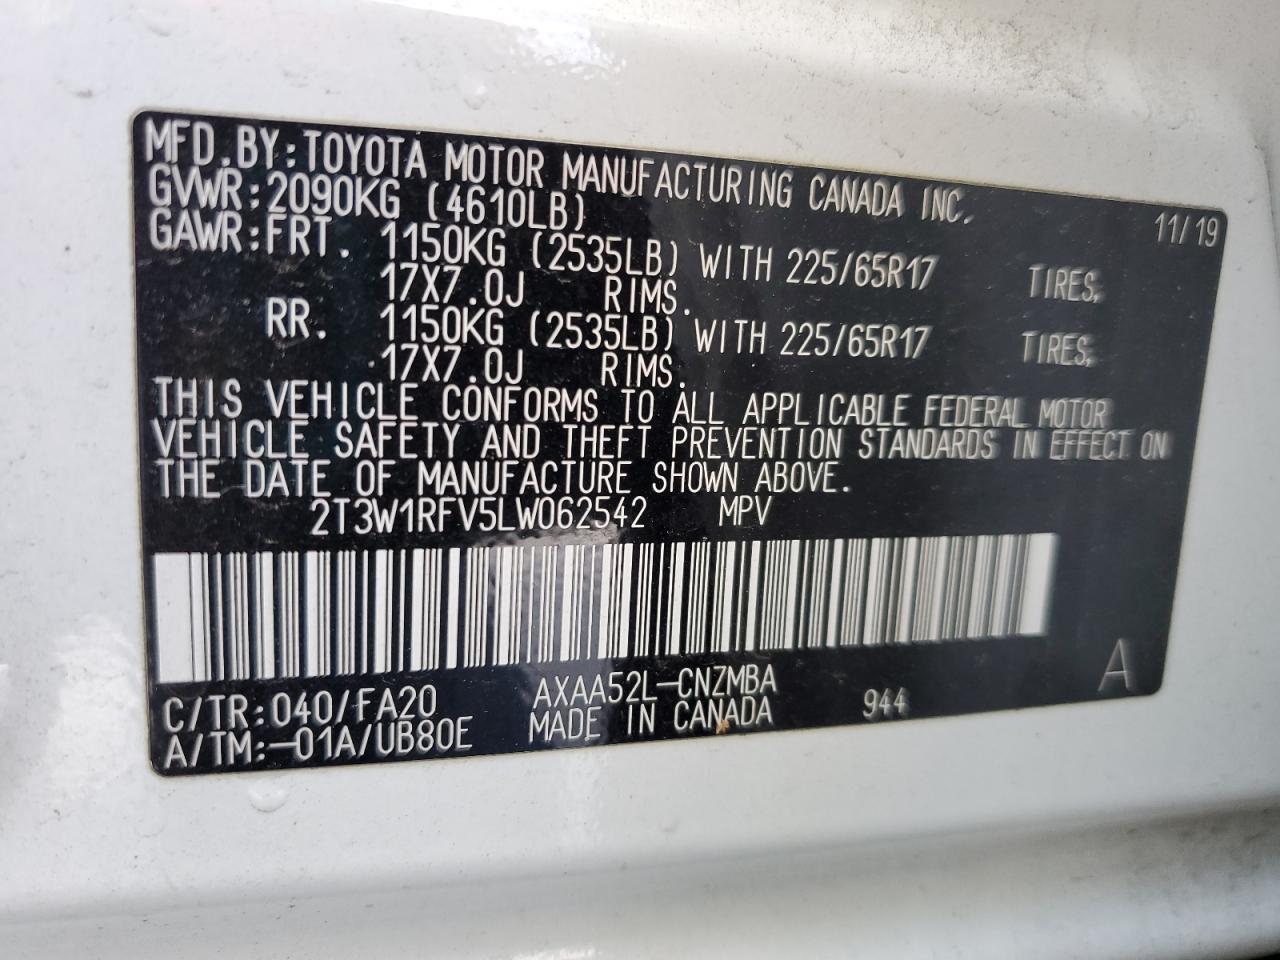 MFD.BY:TOYOTA MOTOR MANUFACTURING CANADA INC.
11/19
GVWR:2090KG (4610LB)
GAWR:FRT. 1150KG (2535LB) WITH 225/65R17 TIRES,
17X7.0J RIMS.
RR. 1150KG (2535LB) WITH 225/65R17 TIRES,
17X7.0J RIMS.
THIS VEHICLE CONFORMS TO ALL APPLICABLE FEDERAL MOTOR
VEHICLE SAFETY AND THEFT PREVENTION STANDARDS IN EFFECT ON
THE DATE OF MANUFACTURE SHOWN ABOVE.
2T3W1RFV5LW062542 MPV
C/TR:040/FA20 AXAA52L-CNZMBA 944 A
A/TM:-01A/UB80E MADE IN CANADA